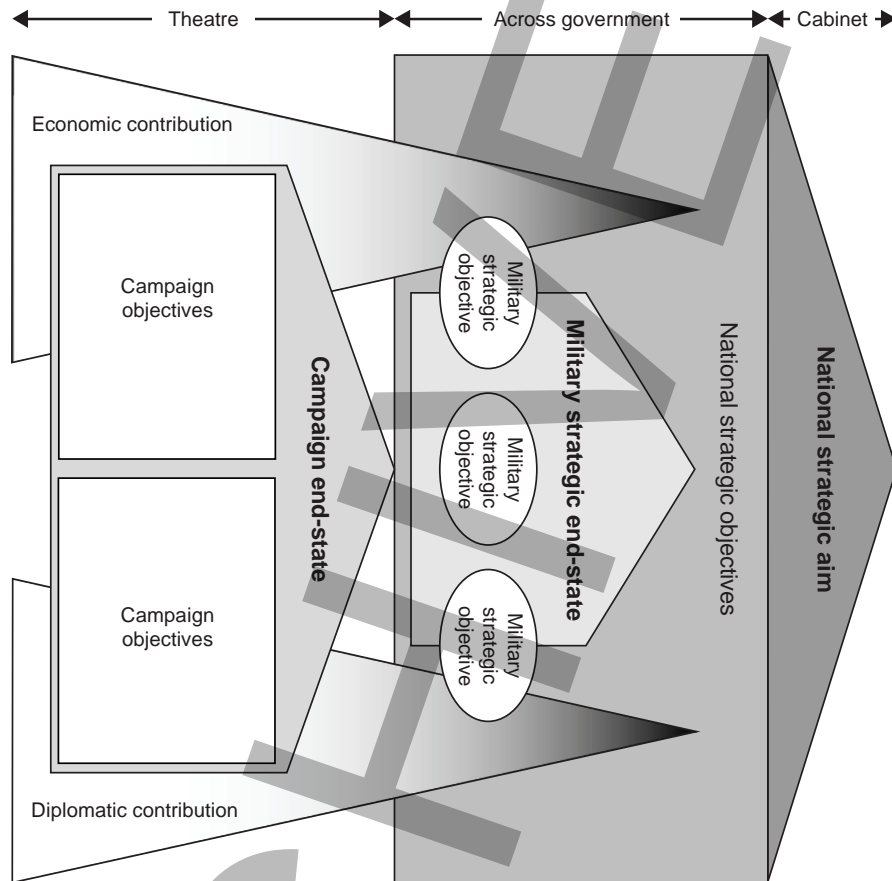 Theatre
Across government
Cabinet
Economic contribution
Campaign
objectives
Campaign
objectives
Diplomatic contribution
Campaign end-state
Military
strategic
objective
Military
strategic
objective
Military
strategic
objective
Military strategic end-state
National strategic objectives
National strategic aim